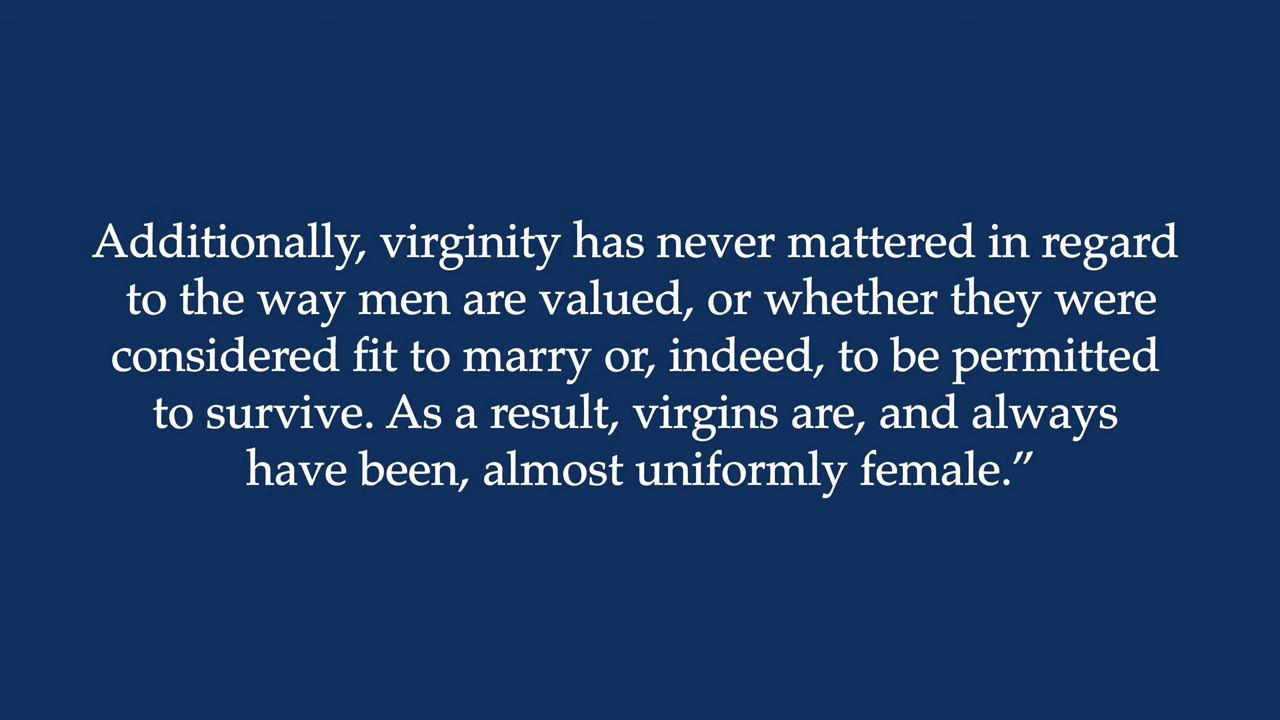 Additionally, virginity has never mattered in regard
to the way men are valued, or whether they were
considered fit to marry or, indeed, to be permitted
to survive. As a result, virgins are, and always
have been, almost uniformly female.”